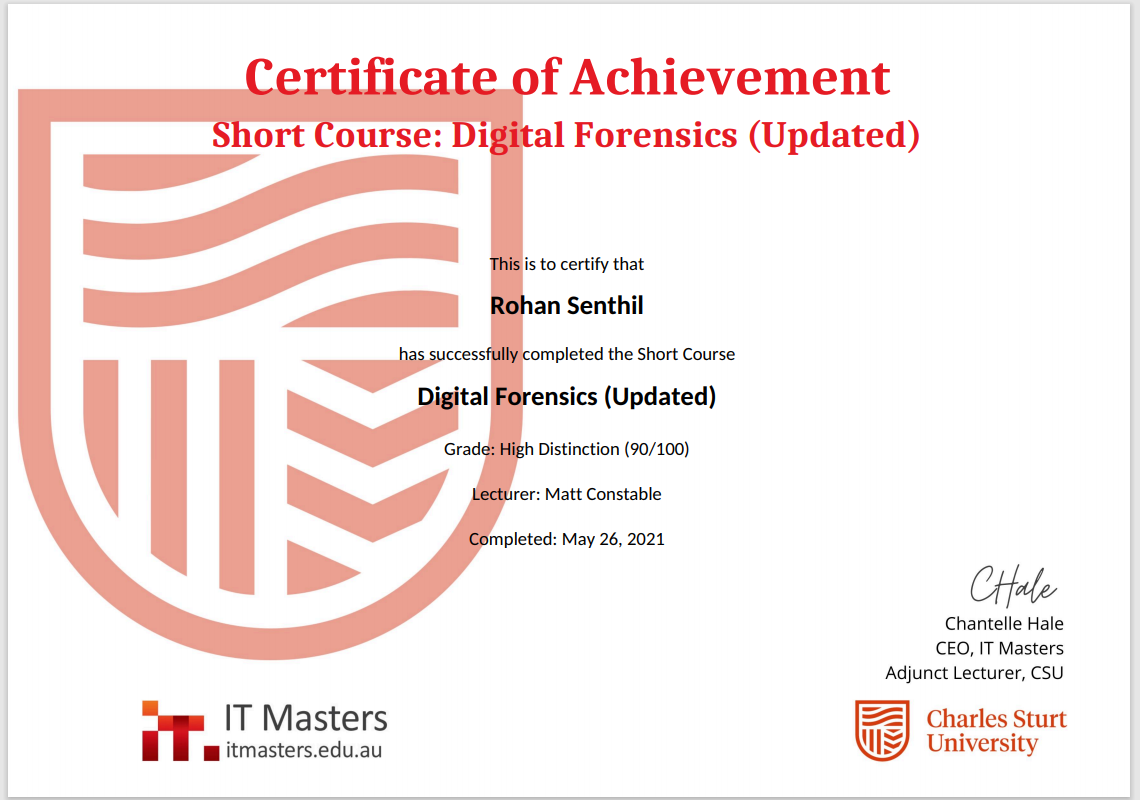 Certificate of Achievement
Short Course: Digital Forensics (Updated)
This is to certify that
Rohan Senthil
has successfully completed the Short Course
Digital Forensics (Updated)
Grade: High Distinction (90/100)
Lecturer: Matt Constable
Completed: May 26, 2021
CHale
Chantelle Hale
CEO, IT Masters
Adjunct Lecturer, CSU
iT
IT Masters
itmasters.edu.au
Charles Sturt
University